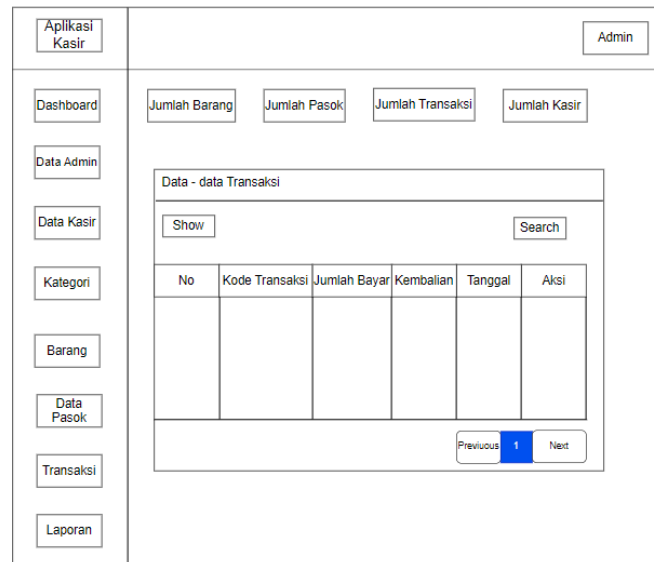 Aplikasi
Kasir
Admin
Dashboard
Jumlah Barang
Jumlah Pasok
Jumlah Transaksi
Jumlah Kasir
Data Admin
Data - data Transaksi
Data Kasir
Show
Search
Kategori
No
Kode Transaksi
Jumlah Bayar
Kembalian
Tanggal
Aksi
Barang
Data
Pasok
Previuous
1
Next
Transaksi
Laporan